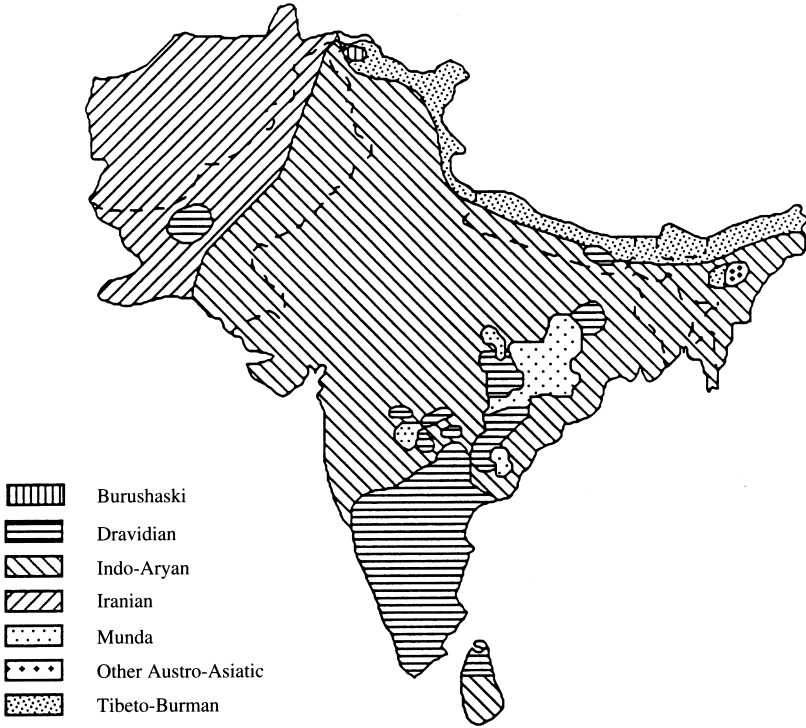 Burushaski
Dravidian
Indo-Aryan
Iranian
Munda
Other Austro-Asiatic
Tibeto-Burman